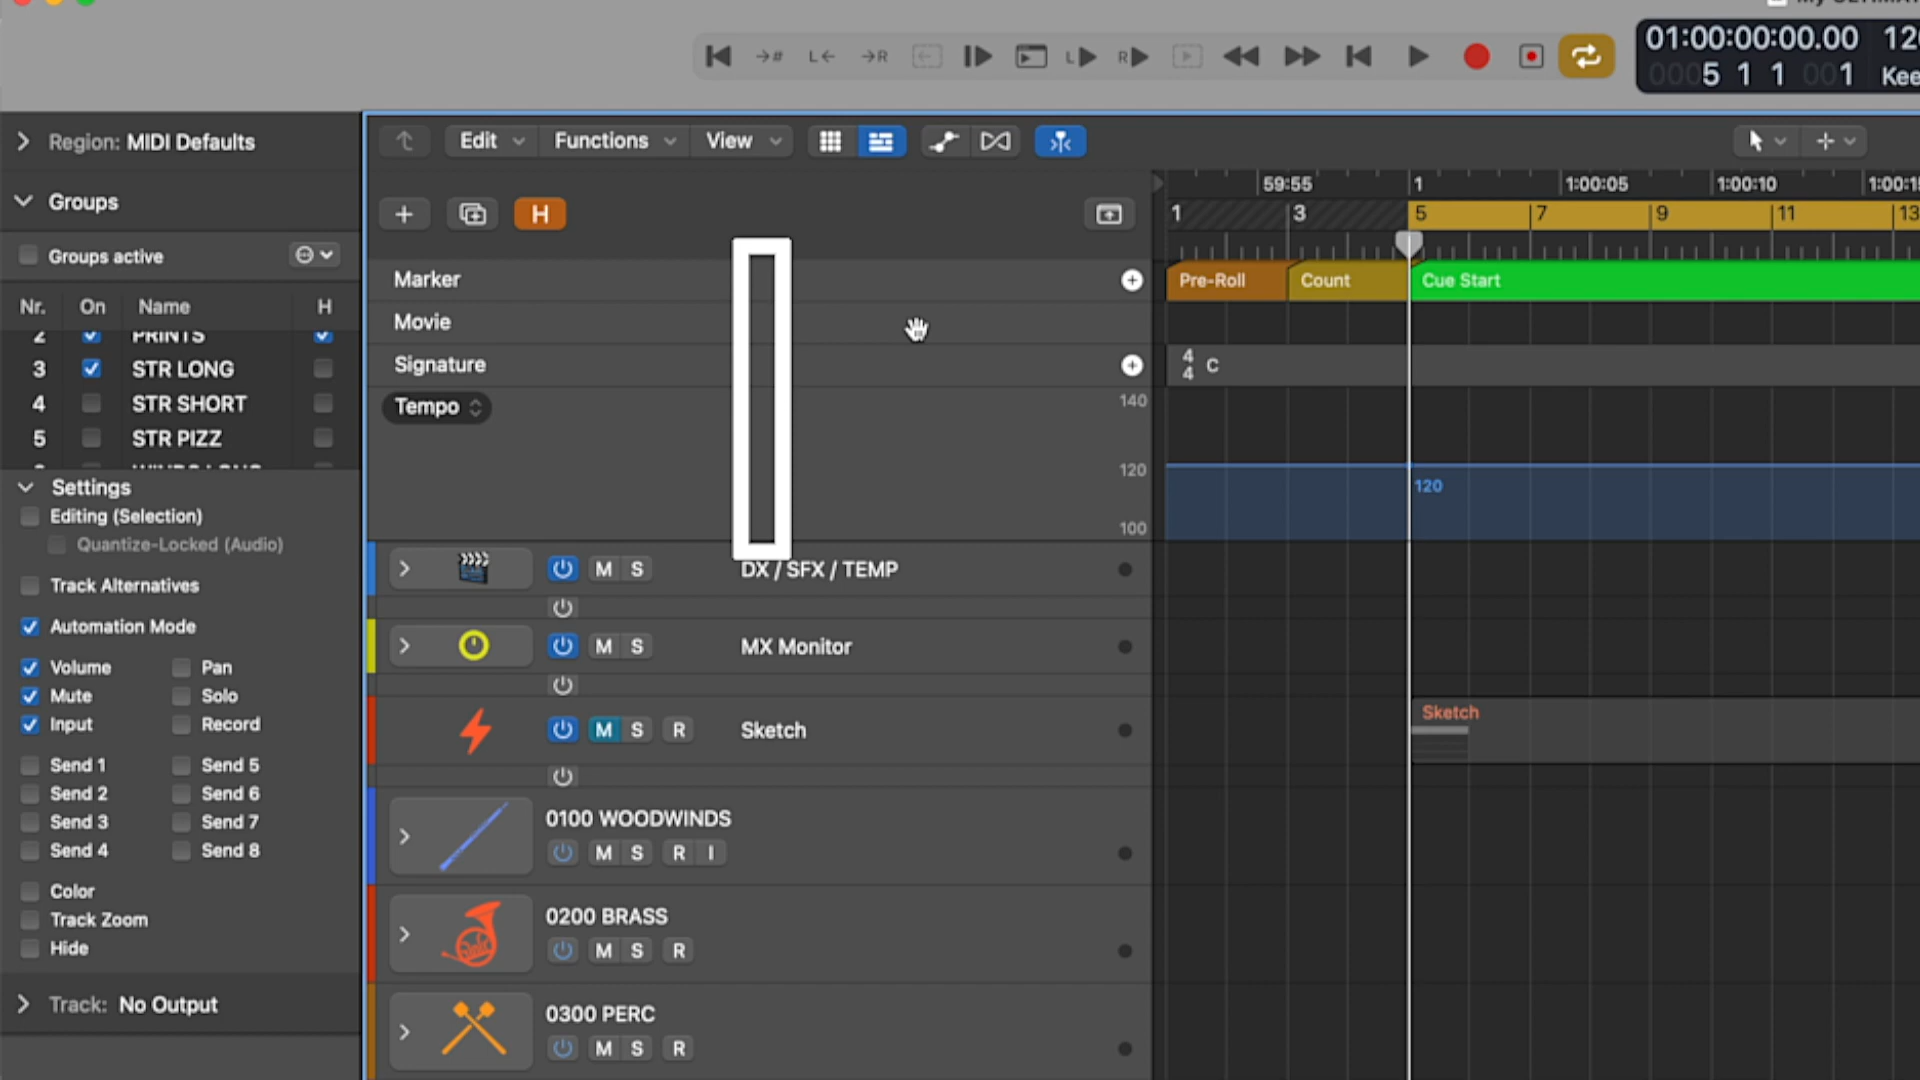 01:00:00:00.00
0005 1 1 001
Region: MIDI Defaults
Edit
Functions
View
59:55
1
1:00:05
1:00:10
Groups
H
1
3
5
7
9
11
13
Groups active
Marker
Pre-Roll
Count
Cue Start
Nr.
On
Name
H
Movie
2 PRINTS
3 STR LONG
Signature
4
4
C
4 STR SHORT
Tempo
140
5 STR PIZZ
120
Settings
120
Editing (Selection)
100
Quantize-Locked (Audio)
M S
DX / SFX / TEMP
Track Alternatives
Automation Mode
M S
MX Monitor
Volume
Pan
Mute
Solo
Sketch
Input
Record
M S R
Sketch
Send 1
Send 5
Send 2
Send 6
Send 3
Send 7
0100 WOODWINDS
Send 4
Send 8
M S R I
Color
Track Zoom
0200 BRASS
Hide
M S R
Track: No Output
0300 PERC
M S R